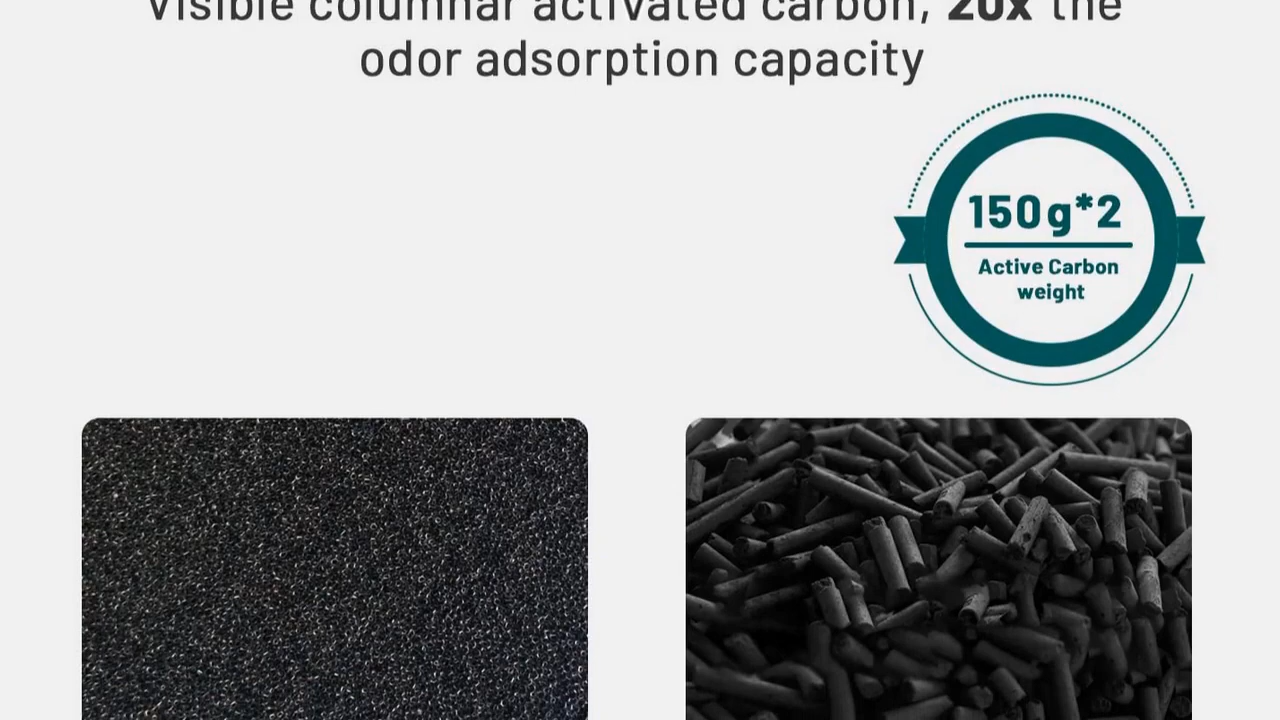 Visible columnar activated carbon, 20x the
odor adsorption capacity
150g*2
Active Carbon
weight